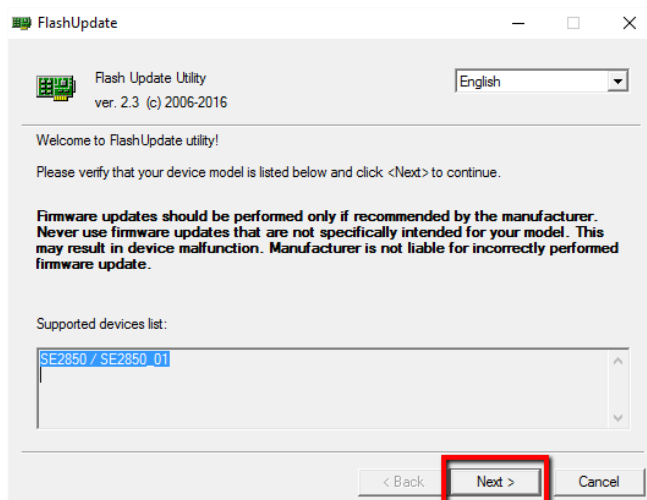 FlashUpdate
Flash Update Utility
ver. 2.3 (c) 2006-2016
English
Welcome to FlashUpdate utility!
Please verify that your device model is listed below and click <Next> to continue.
Firmware updates should be performed only if recommended by the manufacturer.
Never use firmware updates that are not specifically intended for your model. This
may result in device malfunction. Manufacturer is not liable for incorrectly performed
firmware update.
Supported devices list:
SE2850 / SE2850_01
< Back
Next >
Cancel